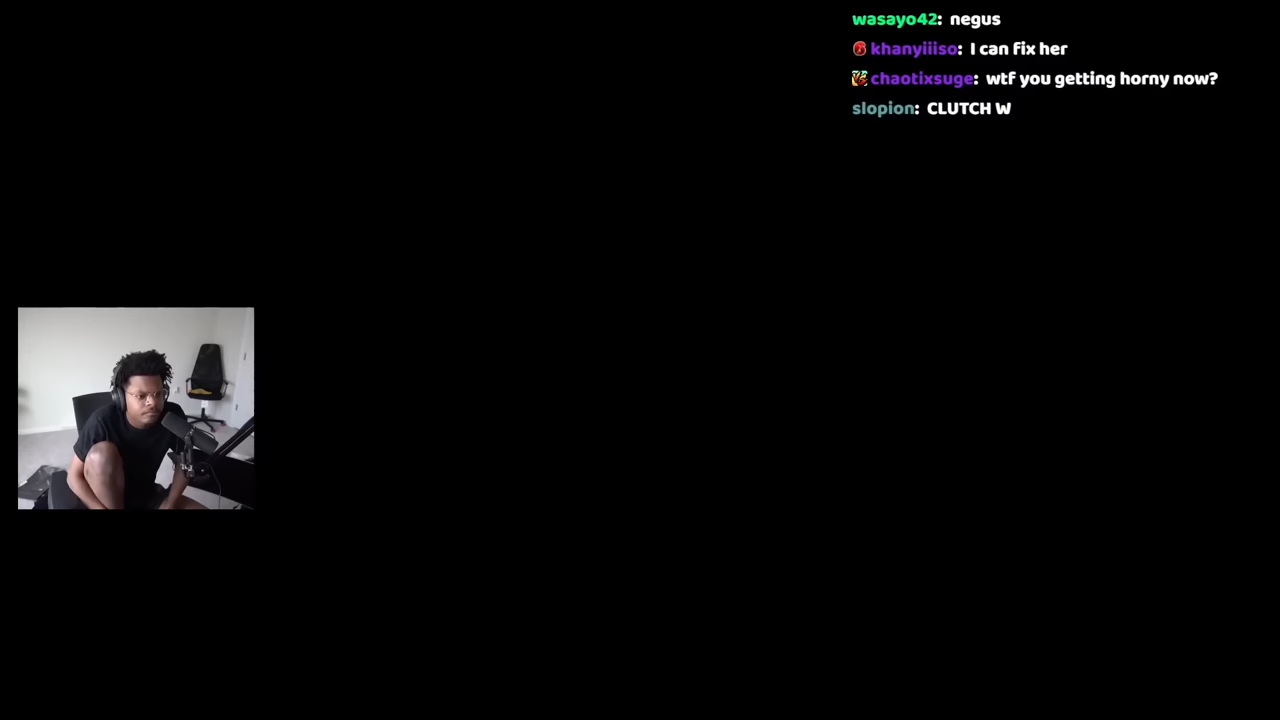 wasayo42: negus
khanyiiiso: I can fix her
chaotixsuge: wtf you getting horny now?
slopion: CLUTCH W